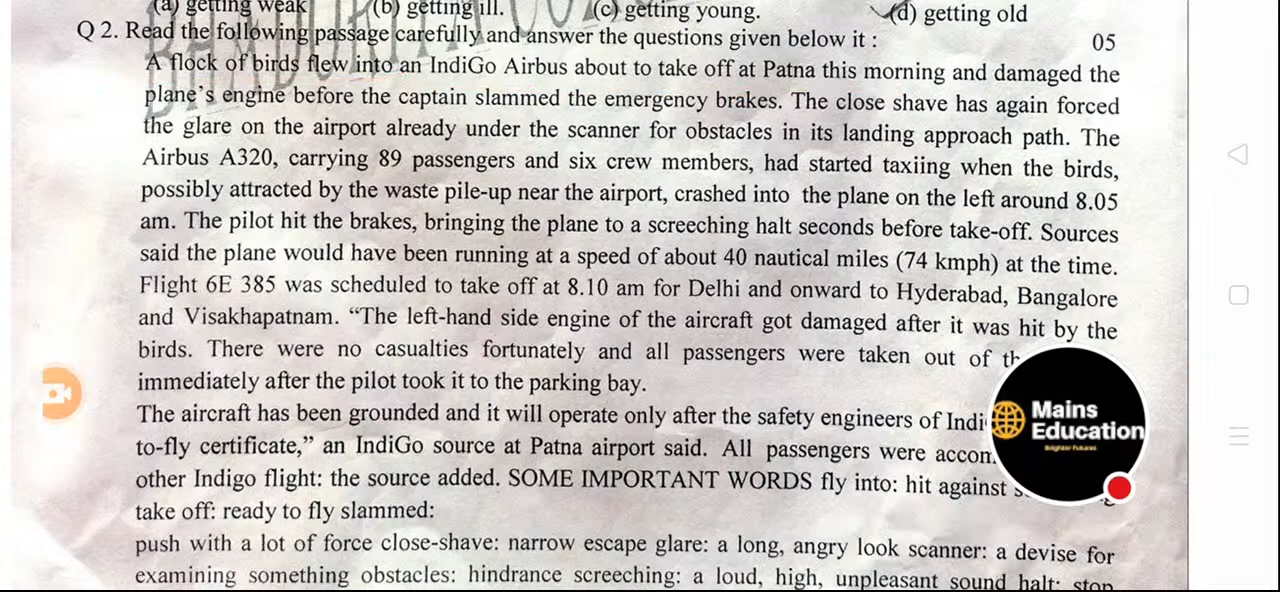 (a) getting weak (b) getting ill. (c) getting young. (d) getting old
Q 2. Read the following passage carefully and answer the questions given below it : 05
A flock of birds flew into an IndiGo Airbus about to take off at Patna this morning and damaged the
plane's engine before the captain slammed the emergency brakes. The close shave has again forced
the glare on the airport already under the scanner for obstacles in its landing approach path. The
Airbus A320, carrying 89 passengers and six crew members, had started taxiing when the birds,
possibly attracted by the waste pile-up near the airport, crashed into the plane on the left around 8.05
am. The pilot hit the brakes, bringing the plane to a screeching halt seconds before take-off. Sources
said the plane would have been running at a speed of about 40 nautical miles (74 kmph) at the time.
Flight 6E 385 was scheduled to take off at 8.10 am for Delhi and onward to Hyderabad, Bangalore
and Visakhapatnam. “The left-hand side engine of the aircraft got damaged after it was hit by the
birds. There were no casualties fortunately and all passengers were taken out of
immediately after the pilot took it to the parking bay.
The aircraft has been grounded and it will operate only after the safety engineers of
to-fly certificate,” an IndiGo source at Patna airport said. All passengers were
other Indigo flight: the source added. SOME IMPORTANT WORDS fly into: hit against
take off: ready to fly slammed:
push with a lot of force close-shave: narrow escape glare: a long, angry look scanner: a devise for
examining something obstacles: hindrance screeching: a loud, high, unpleasant sound halt: stop
Mains
Education
Brighter Futures